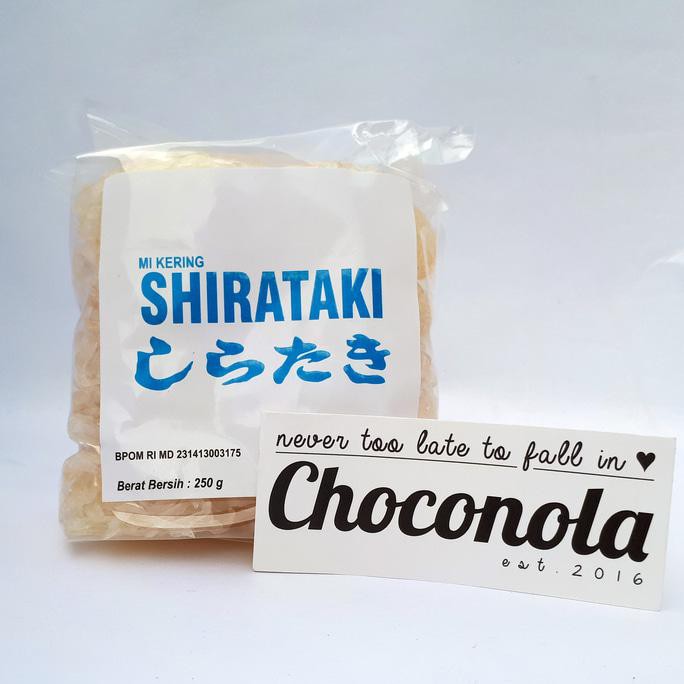 MI KERING
SHIRATAKI
しらたき
BPOM RI MD 231413003175
Berat Bersih : 250 g
never too late to fall in ♥
Choconola
est. 2016